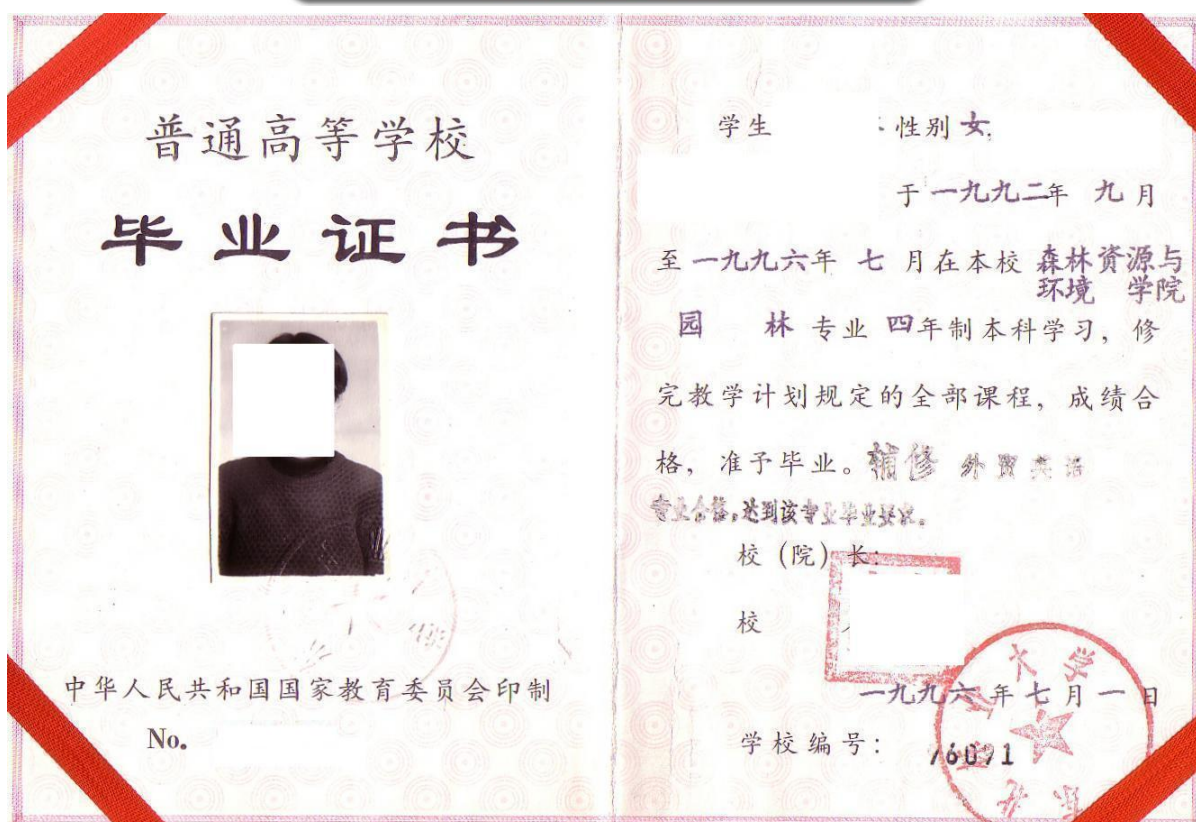 普通高等学校
毕业证书
中华人民共和国国家教育委员会印制
No.
学生 性别女,
于一九九二年 九月
至一九九六年 七 月在本校 森林资源与
环境 学院
园 林 专业 四年制本科学习, 修
完教学计划规定的全部课程, 成绩合
格, 准予毕业。辅修 外贸英语
专业合格,达到该专业毕业要求。
校 (院) 长:
校
一九九六年七月一日
学校编号:
大学